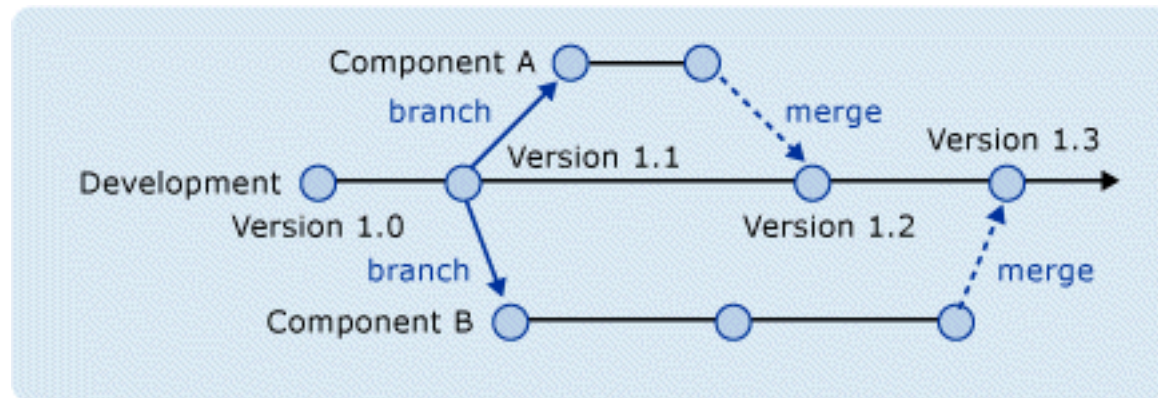 Component A
branch
merge
Version 1.3
Version 1.1
Development
Version 1.0
Version 1.2
branch
merge
Component B